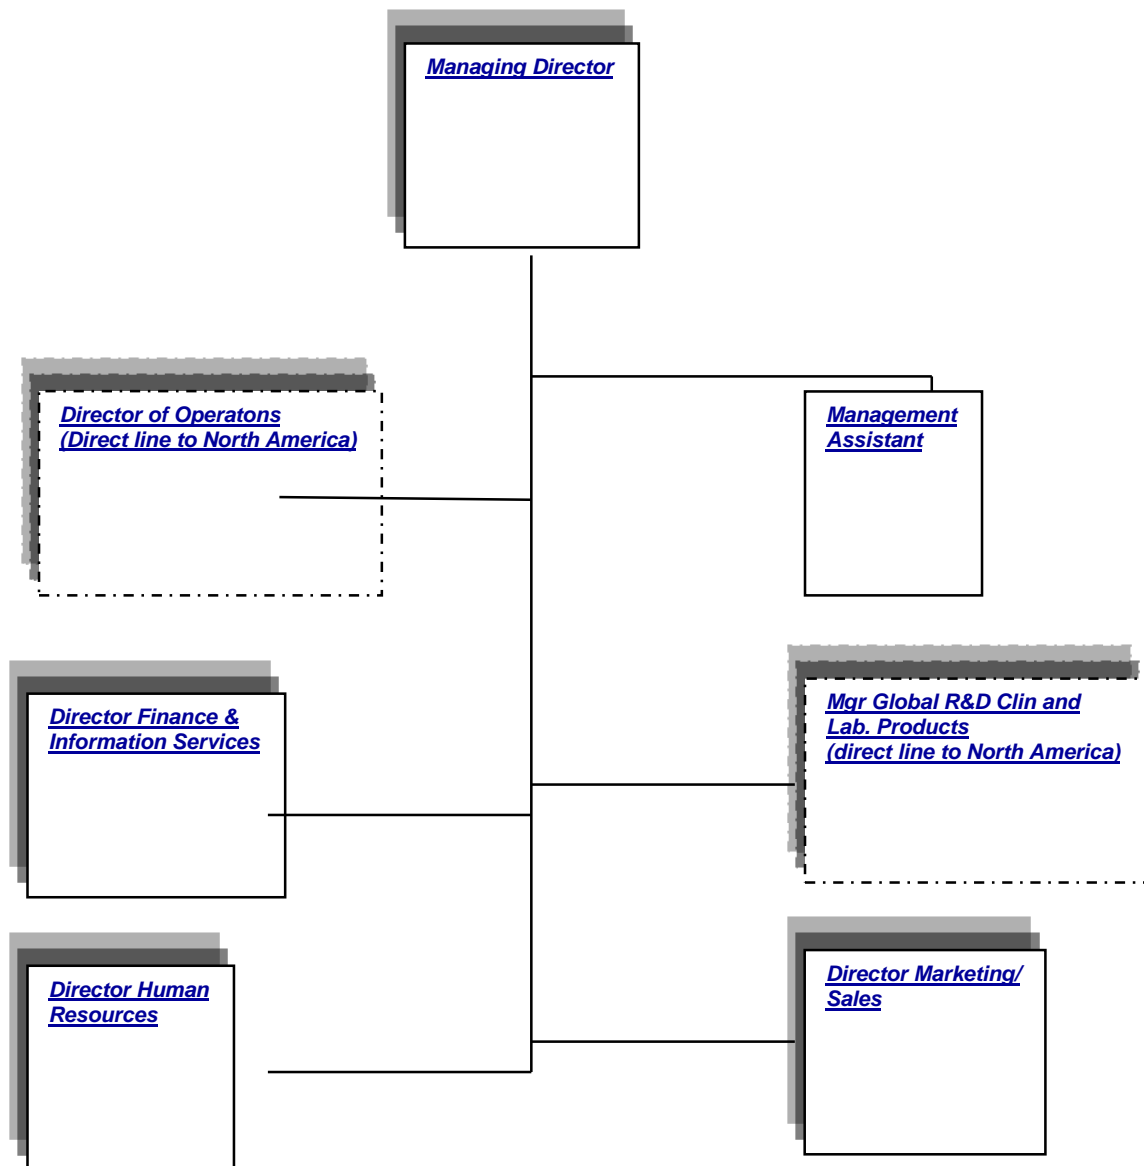 Managing Director
Director of Operatons
(Direct line to North America)
Management
Assistant
Director Finance &
Information Services
Mgr Global R&D Clin and
Lab. Products
(direct line to North America)
Director Human
Resources
Director Marketing/
Sales